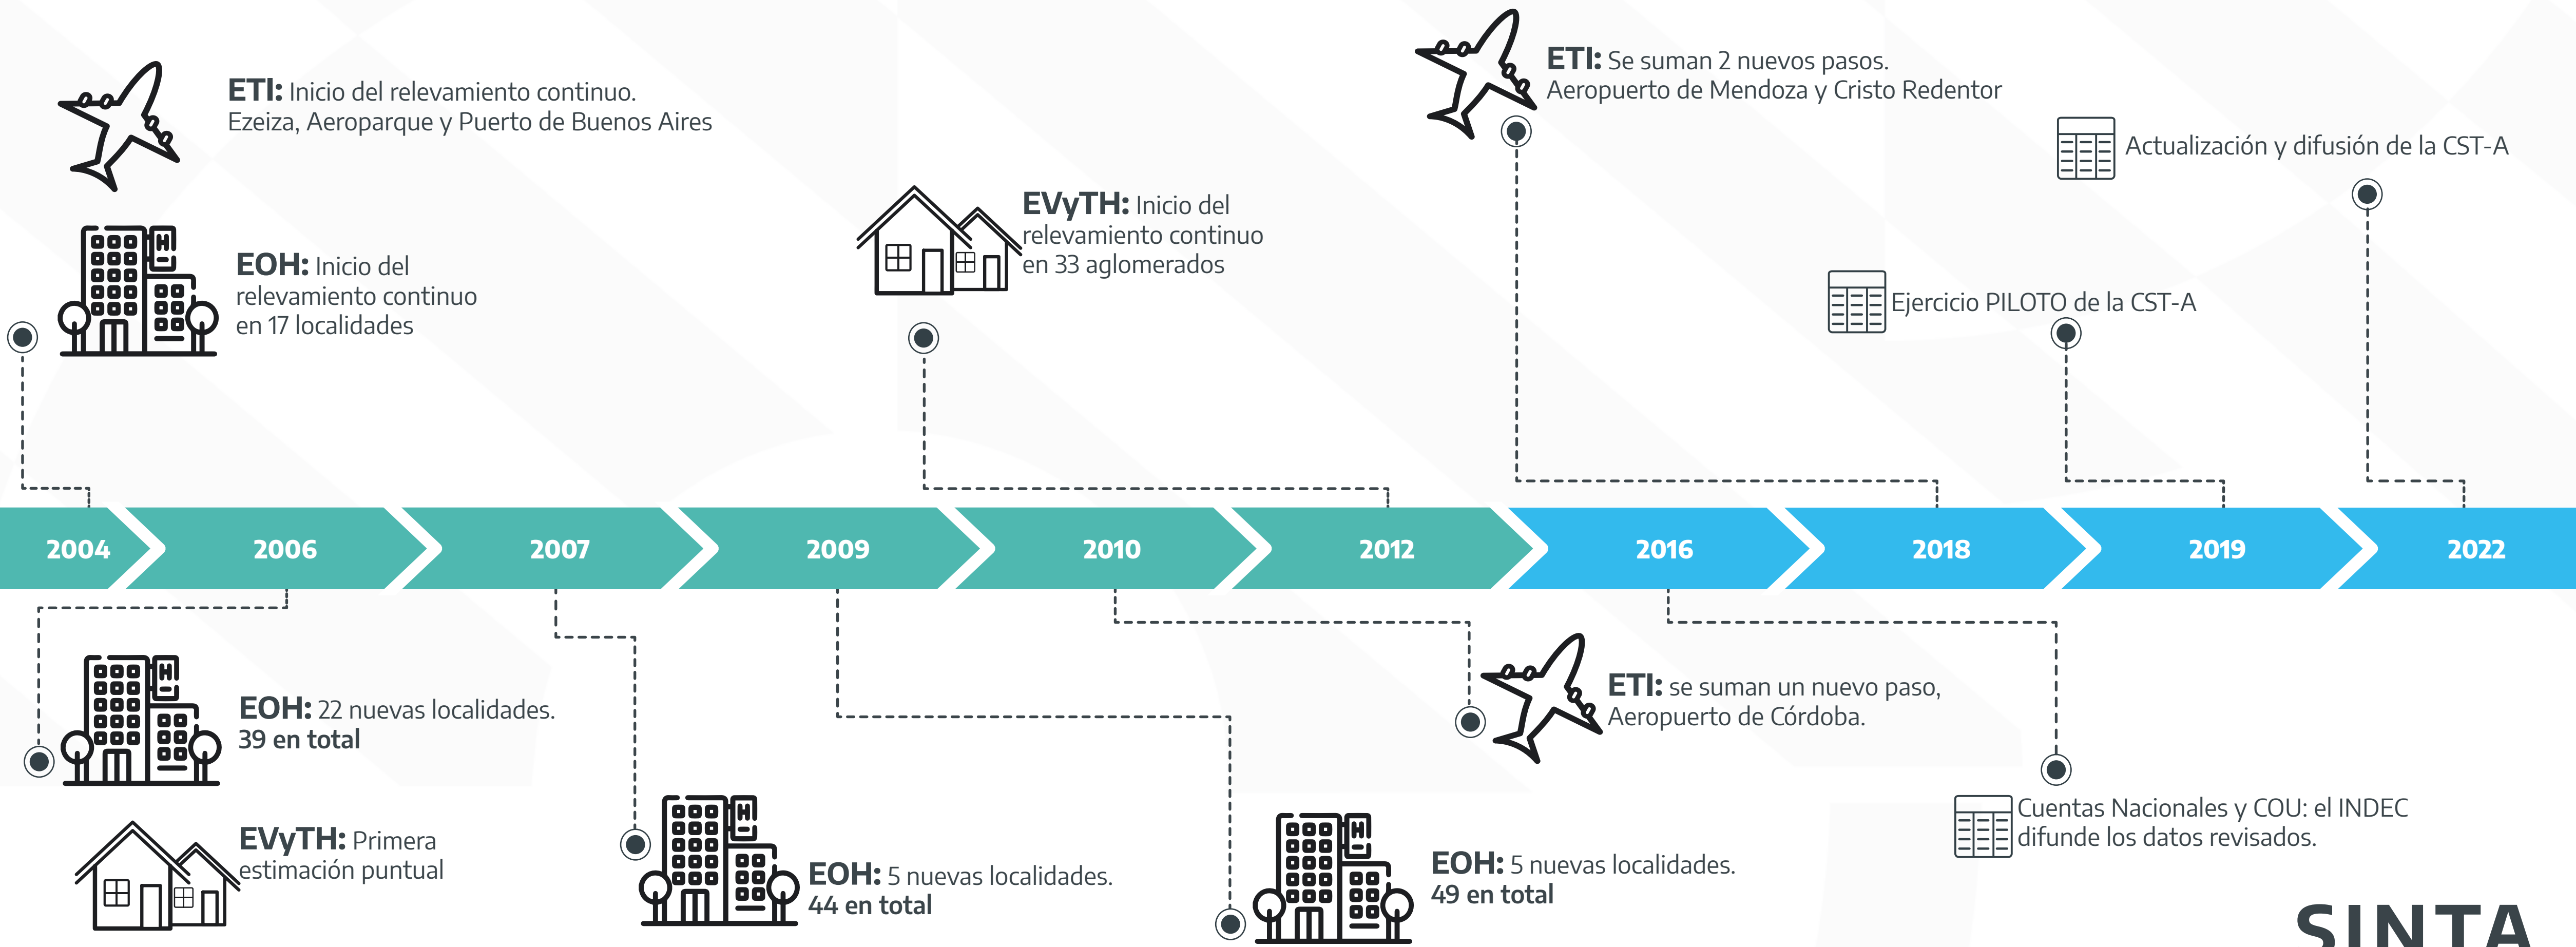 ETI: Inicio del relevamiento continuo.
Ezeiza, Aeroparque y Puerto de Buenos Aires
EOH: Inicio del
relevamiento continuo
en 17 localidades
EVyTH: Inicio del
relevamiento continuo
en 33 aglomerados
ETI: Se suman 2 nuevos pasos.
Aeropuerto de Mendoza y Cristo Redentor
Ejercicio PILOTO de la CST-A
Actualización y difusión de la CST-A
2004
2006
2007
2009
2010
2012
2016
2018
2019
2022
EOH: 22 nuevas localidades.
39 en total
EVyTH: Primera
estimación puntual
EOH: 5 nuevas localidades.
44 en total
EOH: 5 nuevas localidades.
49 en total
ETI: se suman un nuevo paso,
Aeropuerto de Córdoba.
Cuentas Nacionales y COU: el INDEC
difunde los datos revisados.
SINTA